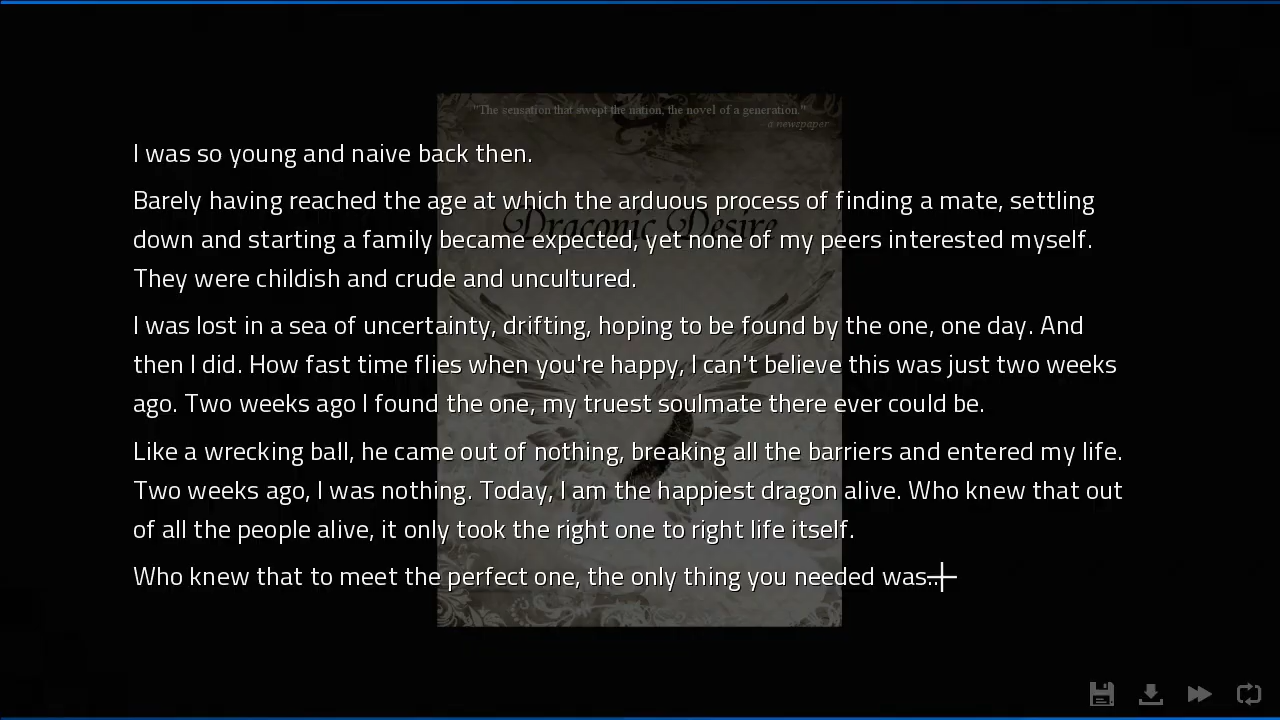 "The sensation that swept the nation, the novel of a generation."
- a newspaper
I was so young and naive back then.
Barely having reached the age at which the arduous process of finding a mate, settling
Draconic Desire
down and starting a family became expected, yet none of my peers interested myself.
They were childish and crude and uncultured.
I was lost in a sea of uncertainty, drifting, hoping to be found by the one, one day. And
then I did. How fast time flies when you're happy, I can't believe this was just two weeks
ago. Two weeks ago I found the one, my truest soulmate there ever could be.
Like a wrecking ball, he came out of nothing, breaking all the barriers and entered my life.
Two weeks ago, I was nothing. Today, I am the happiest dragon alive. Who knew that out
of all the people alive, it only took the right one to right life itself.
Who knew that to meet the perfect one, the only thing you needed was..